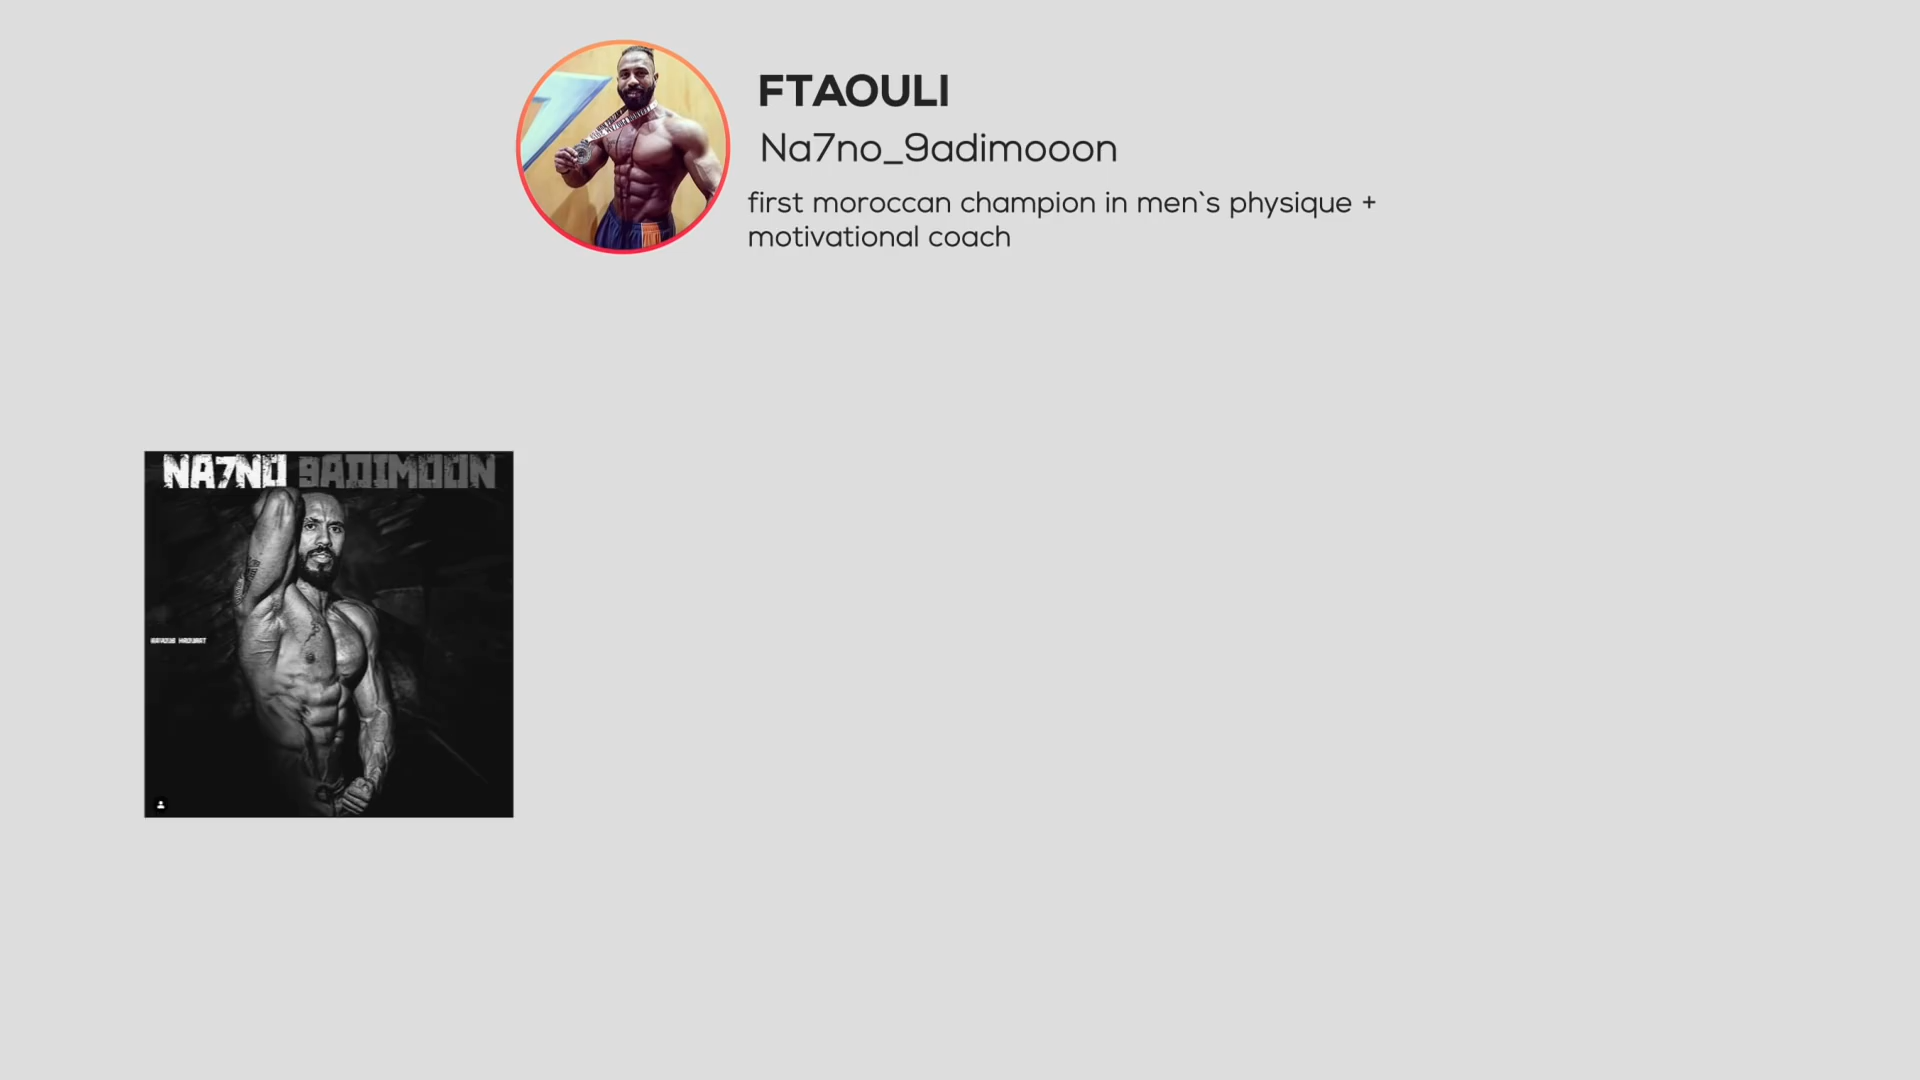 FTAOULI
Na7no_9adimooon
first moroccan champion in men`s physique +
motivational coach
NA7NO 9ADIMOON